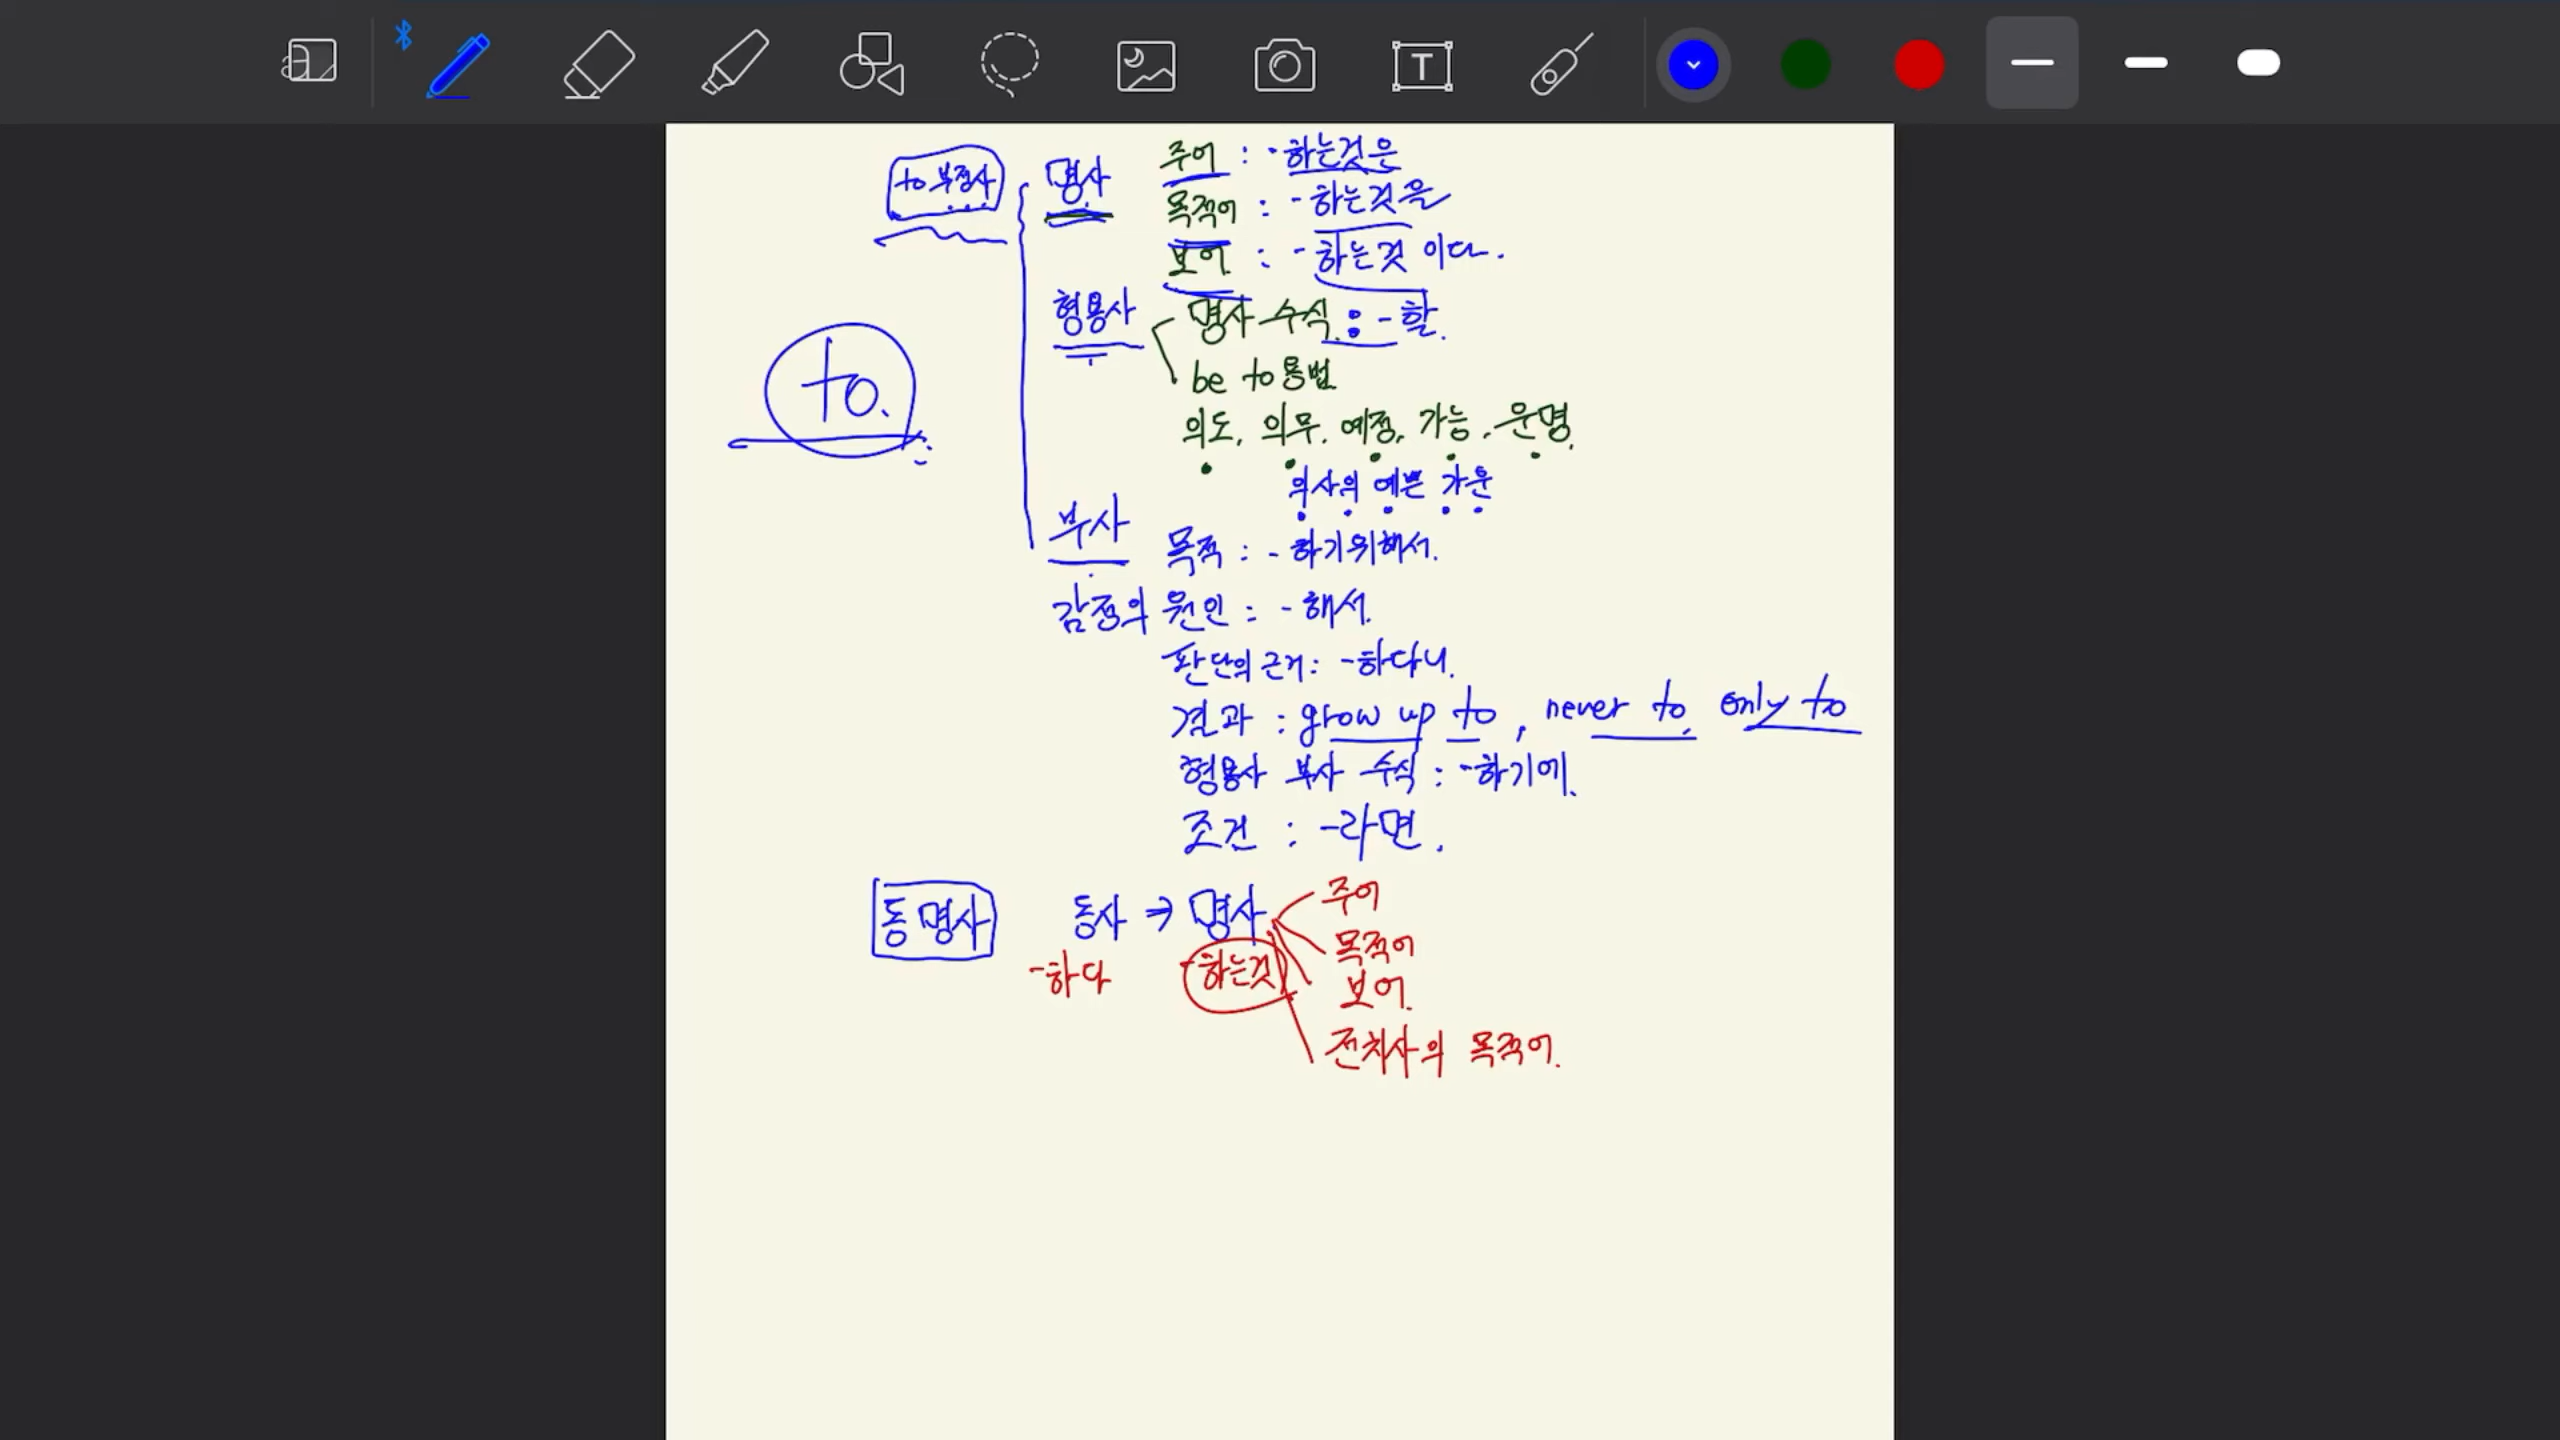 to 부정사 명사 주어 : -하는것은
목적어 : -하는것을
보어 : -하는것 이다.
형용사 명사 수식 : -할.
to.
be to용법
의도, 의무, 예정, 가능, 운명.
의사의 예쁜 가운
부사 목적 : -하기위해서.
감정의 원인 : -해서.
판단의 근거 : -하다니.
결과 : grow up to, never to only to
형용사 부사 수식 : -하기에.
조건 : -라면.
동명사 동사 ⇒ 명사 주어
목적어
-하다 -하는것 보어.
전치사의 목적어.
T